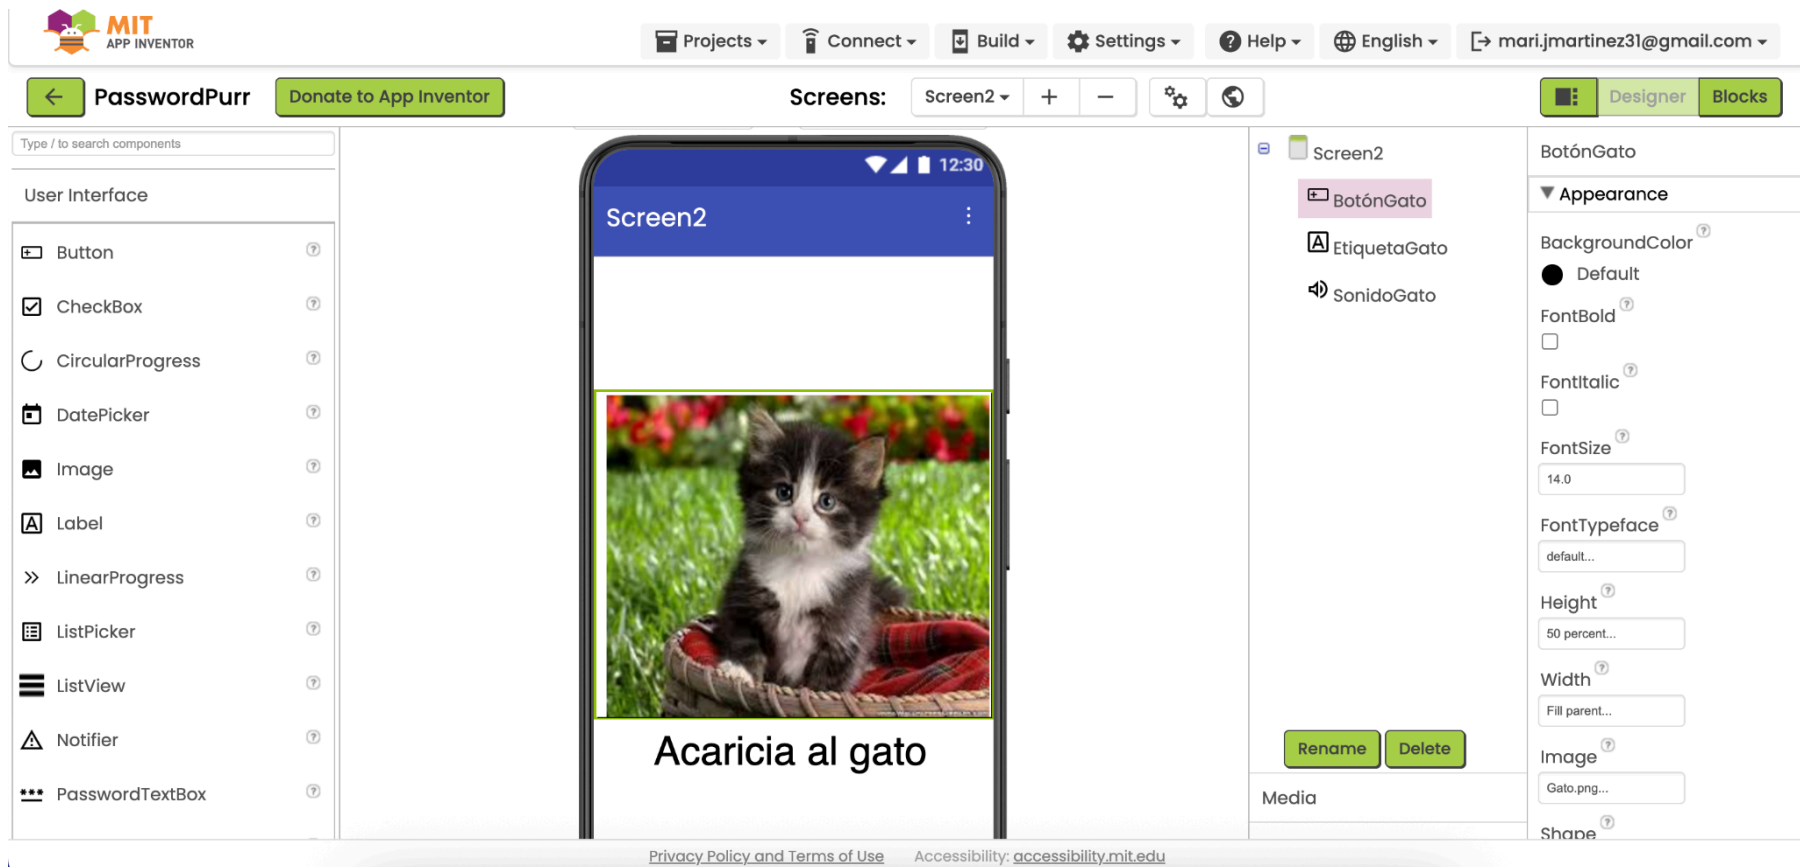 MIT
APP INVENTOR
Projects
Connect
Build
Settings
Help
English
mari.jmartinez31@gmail.com
PasswordPurr
Donate to App Inventor
Screens:
Screen2
Designer
Blocks
Type / to search components
User Interface
Button
CheckBox
CircularProgress
DatePicker
Image
Label
LinearProgress
ListPicker
ListView
Notifier
PasswordTextBox
12:30
Screen2
Acaricia al gato
Screen2
BotónGato
EtiquetaGato
SonidoGato
Rename
Delete
Media
BotónGato
Appearance
BackgroundColor
Default
FontBold
FontItalic
FontSize
14.0
FontTypeface
default...
Height
50 percent...
Width
Fill parent...
Image
Gato.png...
Shape
Privacy Policy and Terms of Use
Accessibility: accessibility.mit.edu